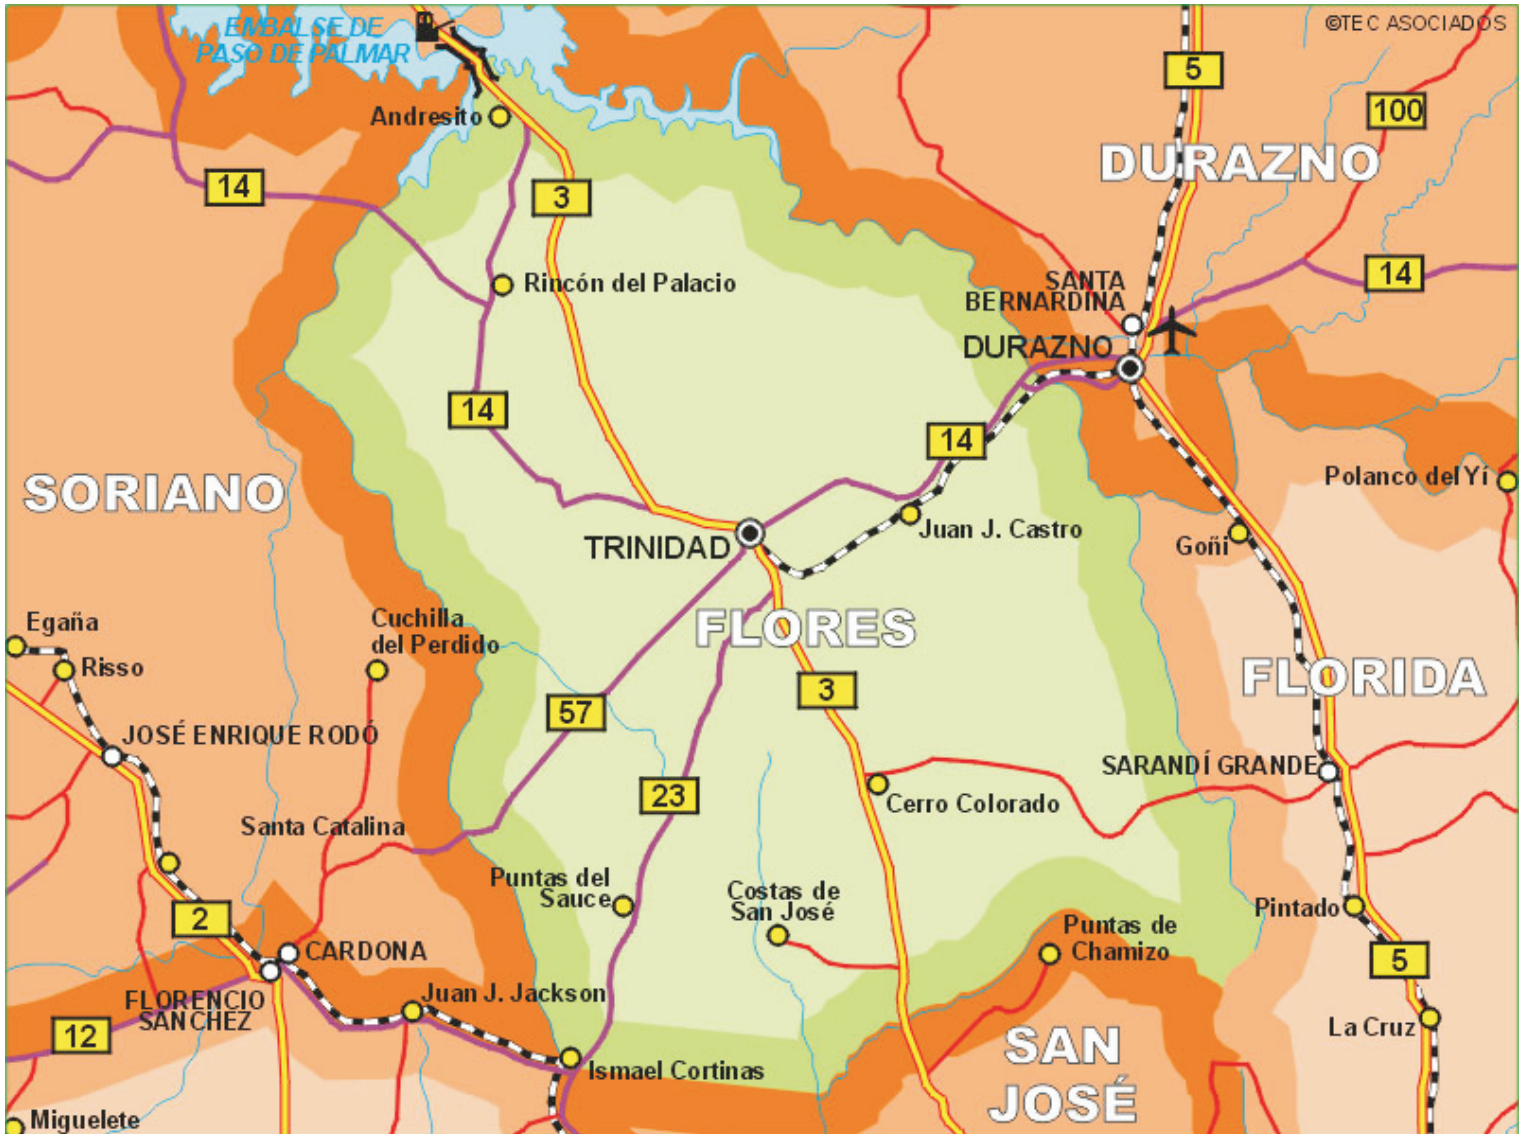 EMBALSE DE
PASO DE PALMAR
©TEC ASOCIADOS
5
Andresito
100
DURAZNO
14
3
14
SANTA
BERNARDINA
Rincón del Palacio
DURAZNO
14
14
SORIANO
Polanco del Yí
Juan J. Castro
TRINIDAD
Goñi
Egaña
Cuchilla
del Perdido
FLORES
Risso
FLORIDA
3
57
JOSÉ ENRIQUE RODÓ
SARANDÍ GRANDE
23
Cerro Colorado
Santa Catalina
Puntas del
Sauce
Costas de
San José
2
Pintado
Puntas de
Chamizo
CARDONA
5
FLORENCIO
SANCHEZ
Juan J. Jackson
12
La Cruz
SAN
JOSÉ
Ismael Cortinas
Miguelete